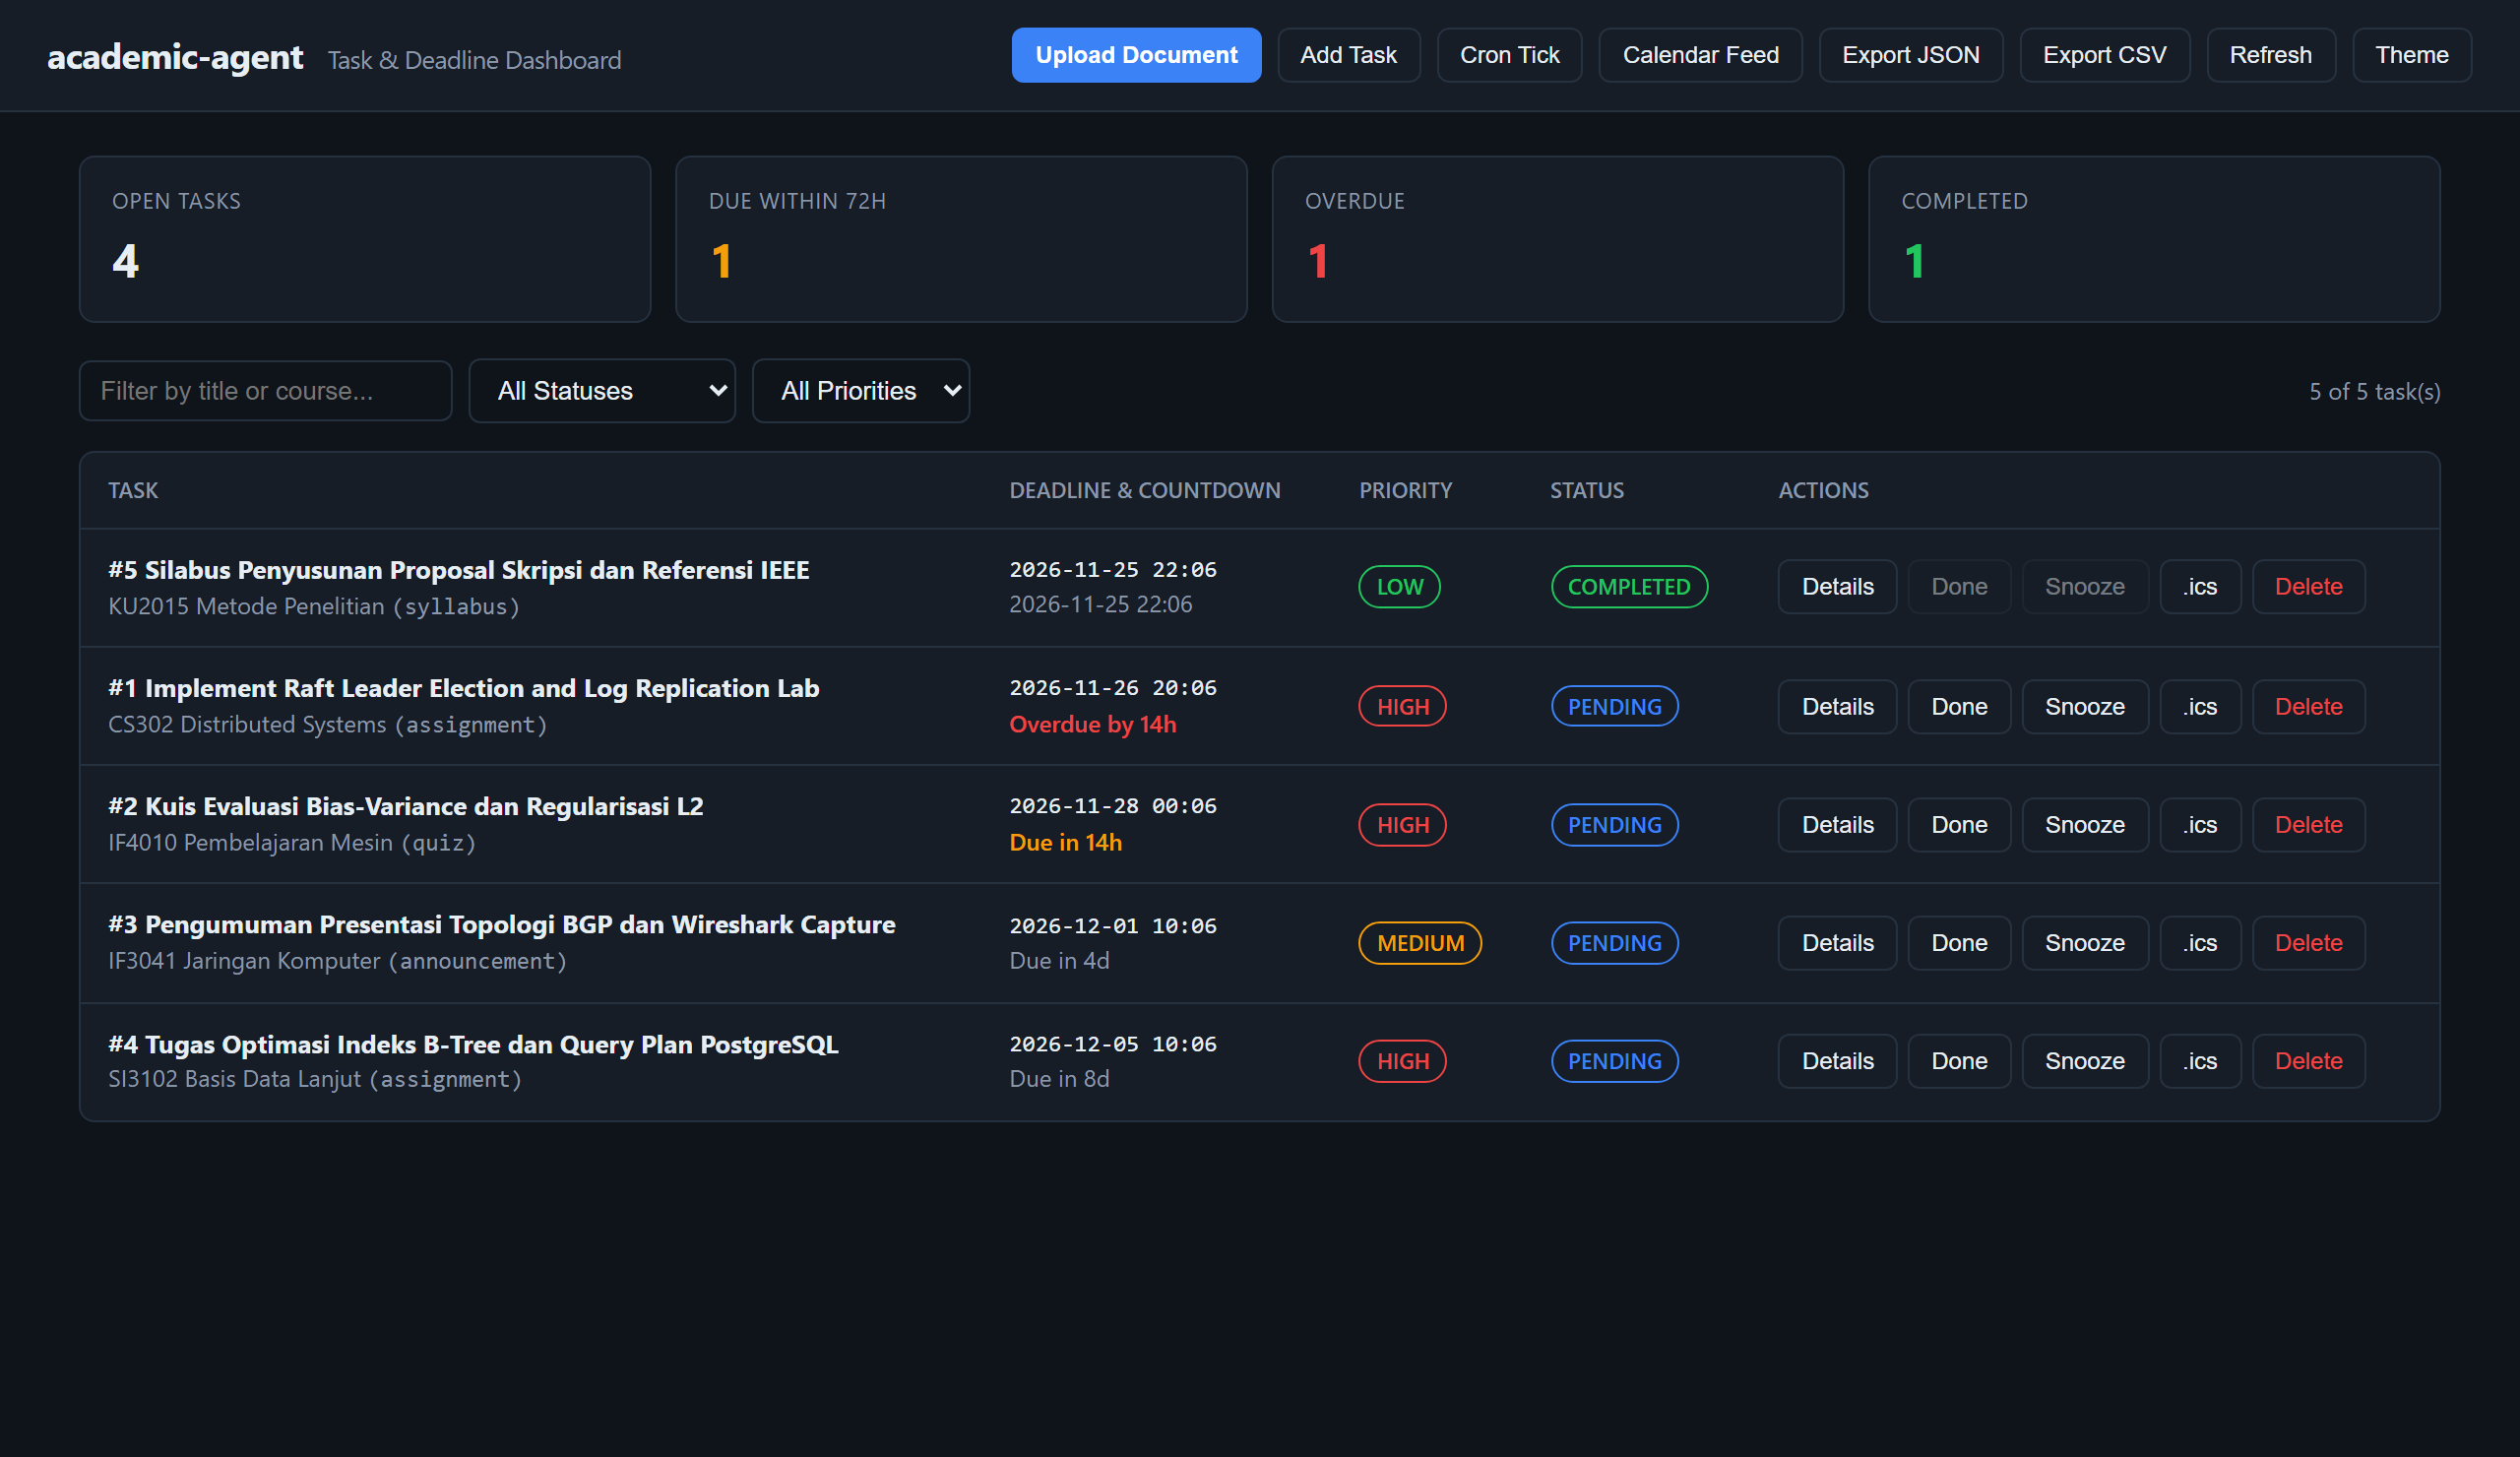 academic-agent Task & Deadline Dashboard Upload Document Add Task Cron Tick Calendar Feed Export JSON Export CSV Refresh Theme
OPEN TASKS DUE WITHIN 72H OVERDUE COMPLETED
4 1 1 1
Filter by title or course... All Statuses All Priorities 5 of 5 task(s)
TASK DEADLINE & COUNTDOWN PRIORITY STATUS ACTIONS
#5 Silabus Penyusunan Proposal Skripsi dan Referensi IEEE 2026-11-25 22:06 LOW COMPLETED Details Done Snooze .ics Delete
KU2015 Metode Penelitian (syllabus) 2026-11-25 22:06
#1 Implement Raft Leader Election and Log Replication Lab 2026-11-26 20:06 HIGH PENDING Details Done Snooze .ics Delete
CS302 Distributed Systems (assignment) Overdue by 14h
#2 Kuis Evaluasi Bias-Variance dan Regularisasi L2 2026-11-28 00:06 HIGH PENDING Details Done Snooze .ics Delete
IF4010 Pembelajaran Mesin (quiz) Due in 14h
#3 Pengumuman Presentasi Topologi BGP dan Wireshark Capture 2026-12-01 10:06 MEDIUM PENDING Details Done Snooze .ics Delete
IF3041 Jaringan Komputer (announcement) Due in 4d
#4 Tugas Optimasi Indeks B-Tree dan Query Plan PostgreSQL 2026-12-05 10:06 HIGH PENDING Details Done Snooze .ics Delete
SI3102 Basis Data Lanjut (assignment) Due in 8d